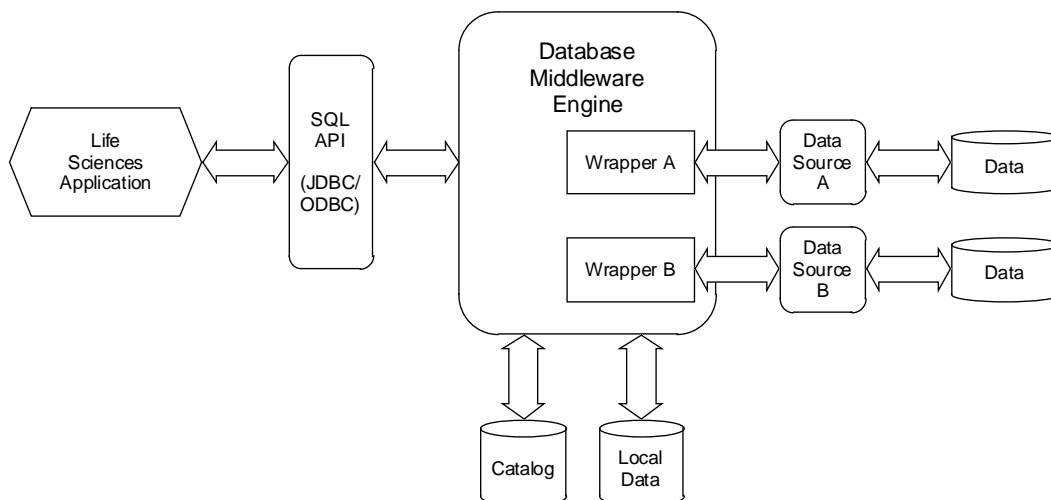 Life
Sciences
Application
SQL
API
(JDBC/
ODBC)
Database
Middleware
Engine
Wrapper A
Data
Source
A
Data
Wrapper B
Data
Source
B
Data
Catalog
Local
Data